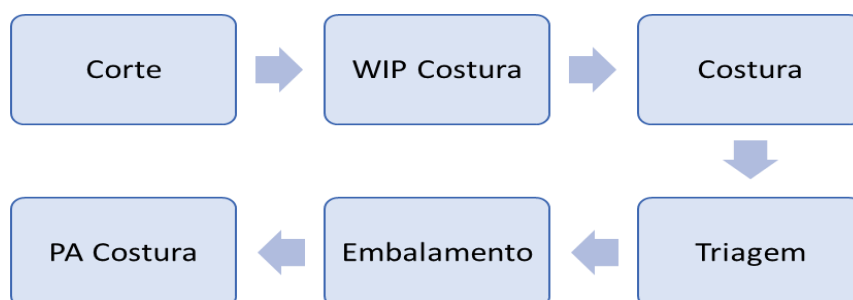 Corte
WIP Costura
Costura
Triagem
Embalamento
PA Costura